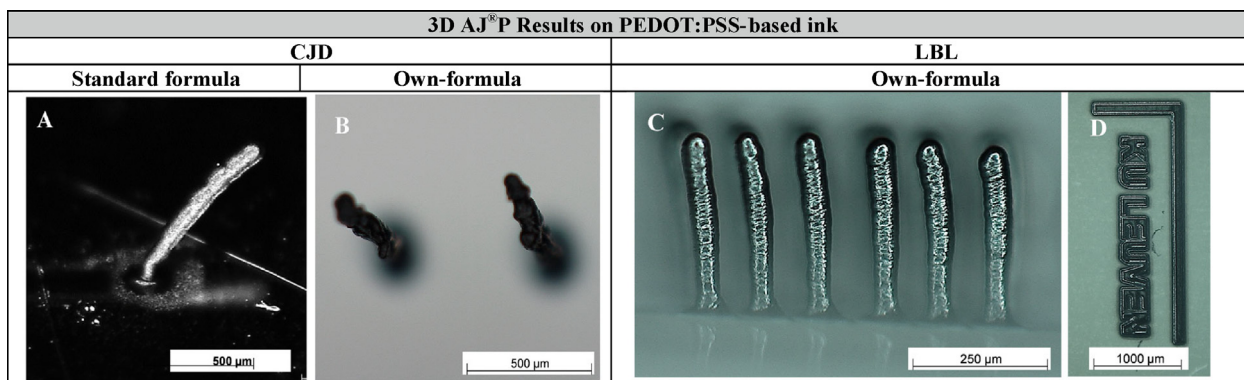 3D AJ®P Results on PEDOT:PSS-based ink
CJD
LBL
Standard formula
Own-formula
Own-formula
A
B
C
D
KU LEUVEN
500 µm
500 µm
250 µm
1000 µm